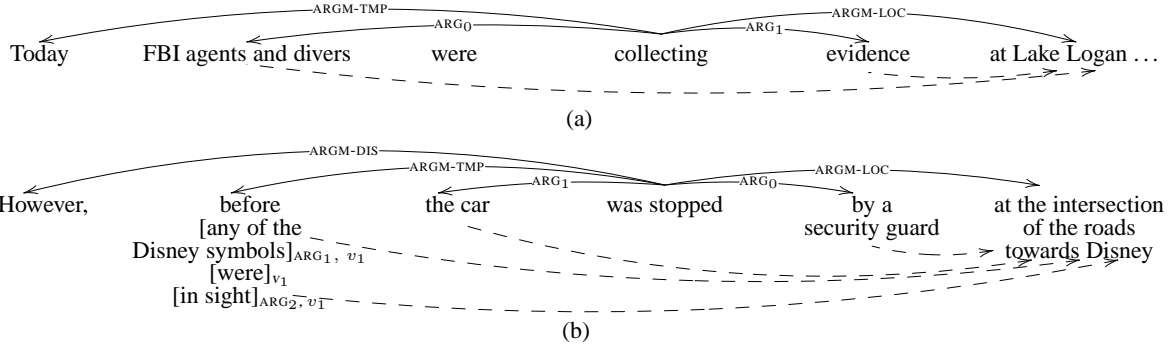 ARGM-TMP ARGM-LOC
ARG0 ARG1
Today FBI agents and divers were collecting evidence at Lake Logan …
(a)
ARGM-DIS
ARGM-TMP ARGM-LOC
ARG1 ARG0
However, before the car was stopped by a at the intersection
[any of the security guard of the roads
Disney symbols]ARG1, v1 towards Disney
[were]v1
[in sight]ARG2, v1
(b)